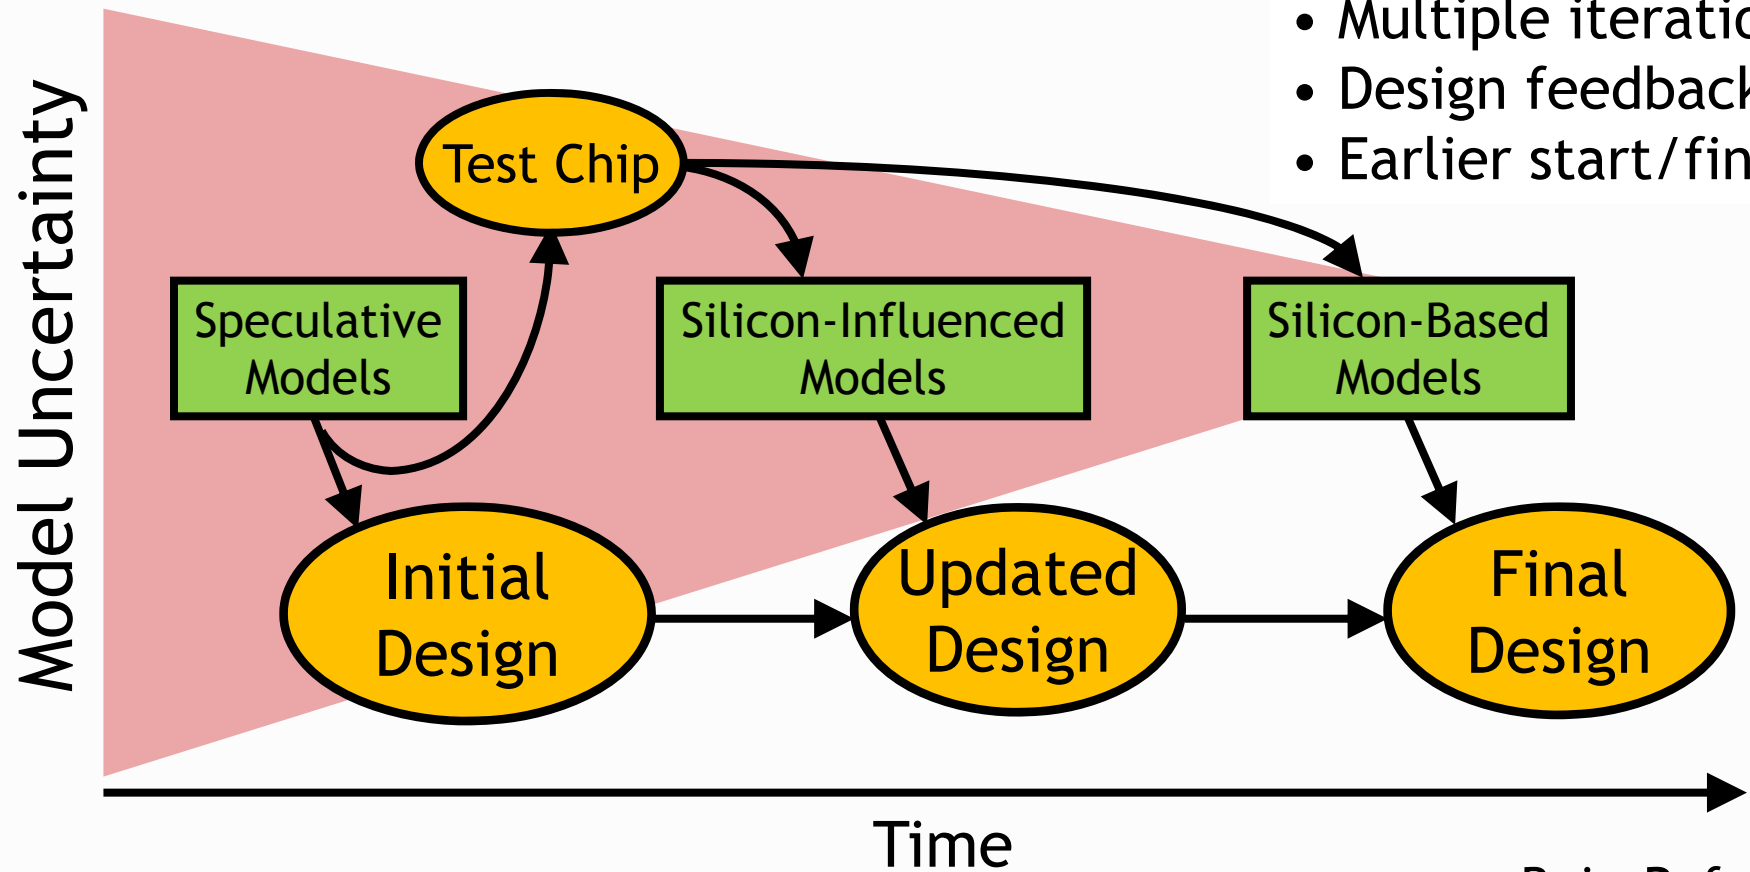 • Multiple
• Design feedback
• Earlier
Model Uncertainty
Test Chip
Speculative
Models
Silicon-Influenced
Models
Silicon-Based
Models
Initial
Design
Updated
Design
Final
Design
Time